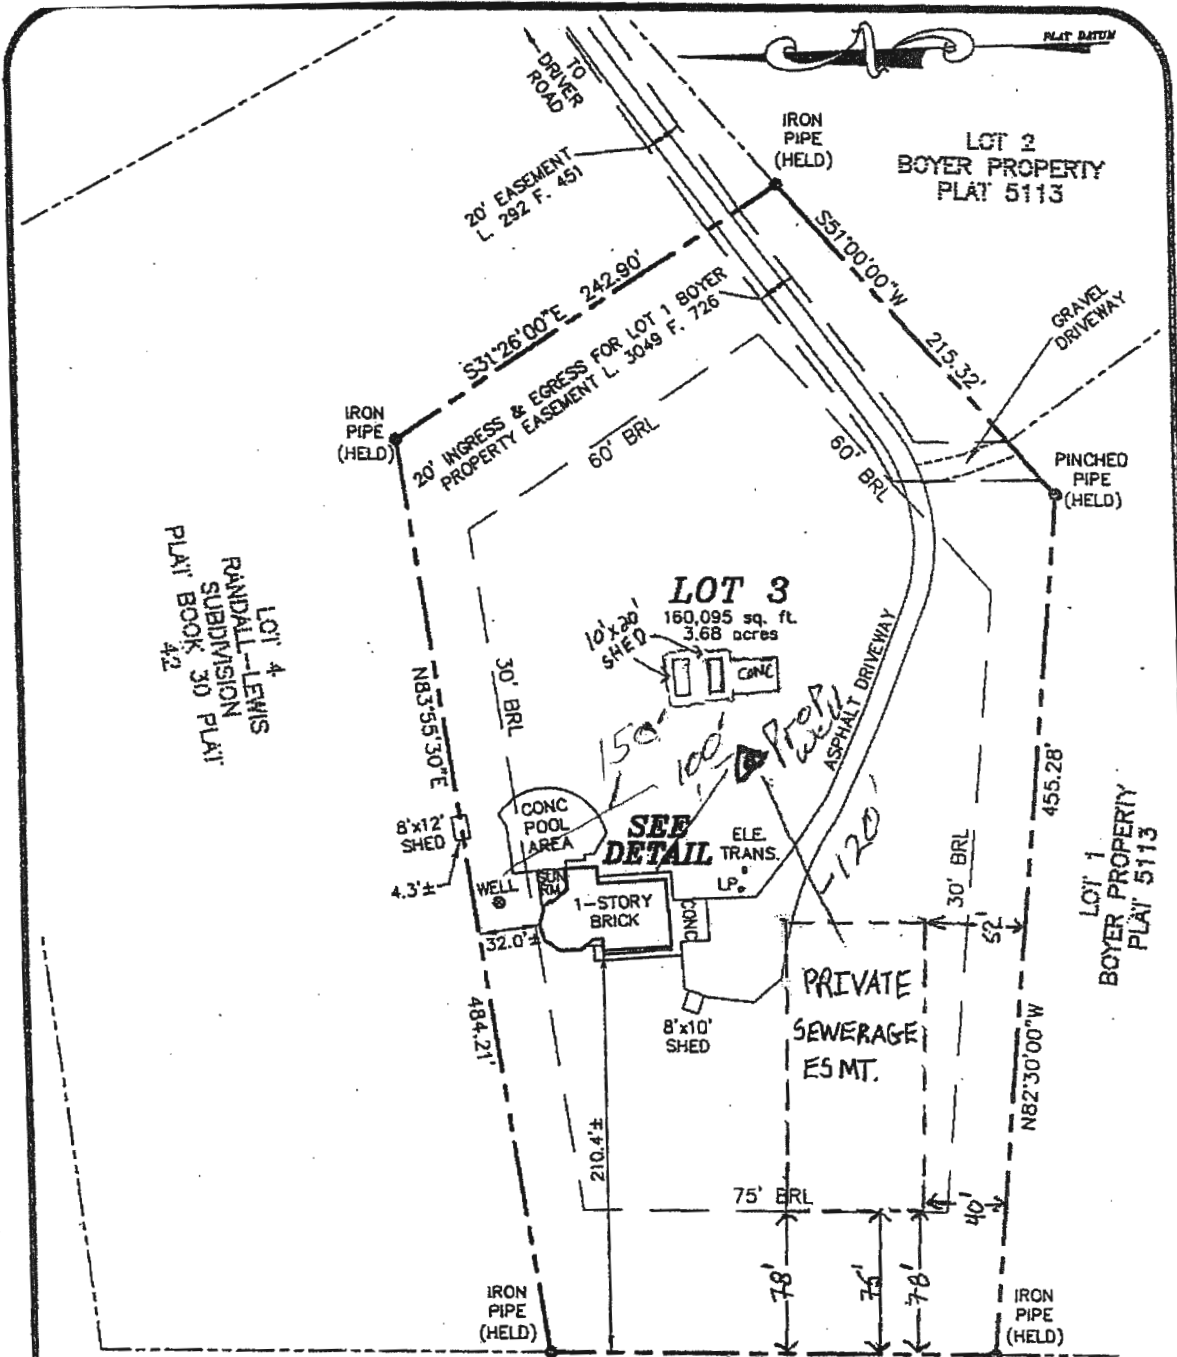 PLAT DATUM
TO
DRIVER
ROAD
IRON
PIPE
(HELD)
LOT 2
BOYER PROPERTY
PLAT 5113
20' EASEMENT
L. 292 F. 451
S51°00'00"W
215.32'
GRAVEL
DRIVEWAY
S31°26'00"E 242.90'
20' INGRESS & EGRESS FOR LOT 1 BOYER
PROPERTY EASEMENT L. 3049 F. 726
IRON
PIPE
(HELD)
60' BRL
60' BRL
PINCHED
PIPE
(HELD)
LOT 4
RANDALL-LEWIS
SUBDIVISION
PLAT BOOK 30 PLAT
42
LOT 3
160,095 sq. ft.
3.68 acres
10'x20'
SHED
CONC
30' BRL
N83°55'30"E
484.21'
ASPHALT DRIVEWAY
150'
100'
Prop
well
455.28'
N82°30'00"W
LOT 1
BOYER PROPERTY
PLAT 5113
8'x12'
SHED
4.3'±
CONC
POOL
AREA
SEE
DETAIL
ELE.
TRANS.
LP.
120'
30' BRL
WELL
SUN
RM
1-STORY
BRICK
CONC
32.0'±
52'
PRIVATE
SEWERAGE
ESMT.
8'x10'
SHED
210.4'±
75' BRL
40'
78'
75'
78'
IRON
PIPE
(HELD)
IRON
PIPE
(HELD)